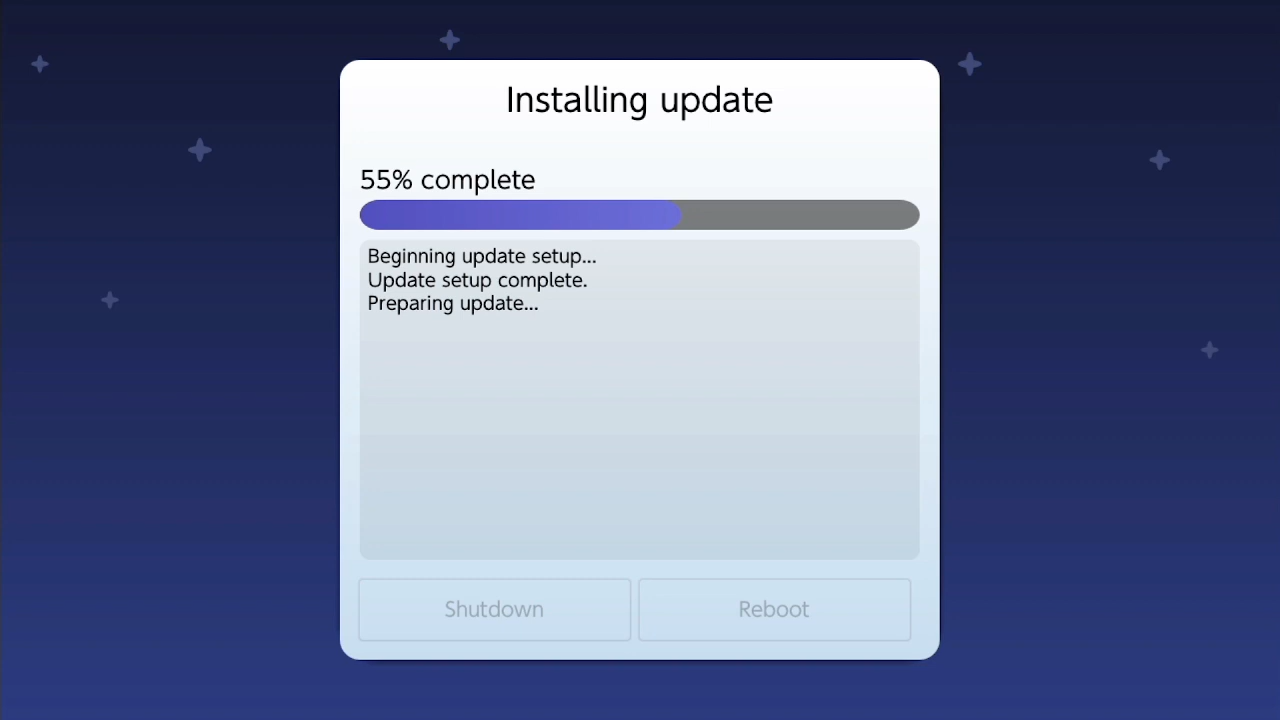 Installing update
55% complete
Beginning update setup...
Update setup complete.
Preparing update...
Shutdown
Reboot